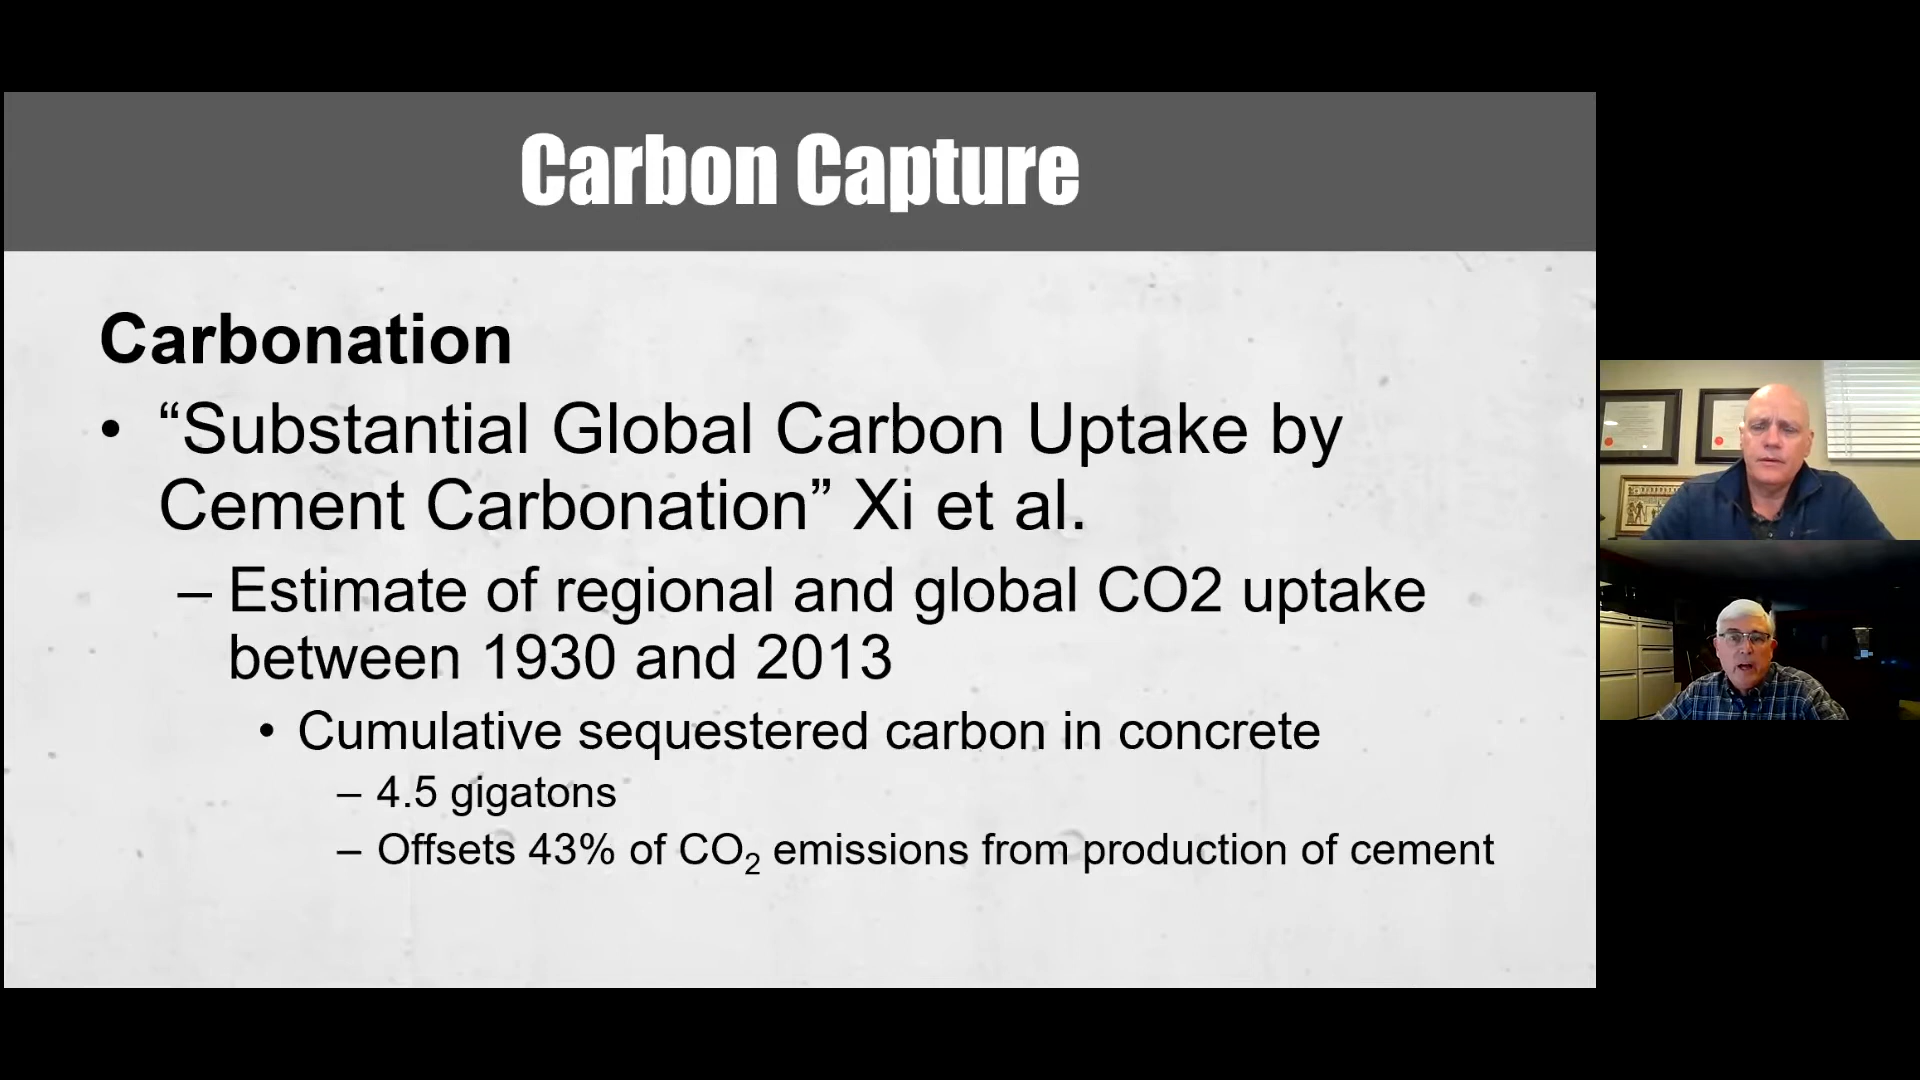 Carbon Capture
Carbonation
• “Substantial Global Carbon Uptake by
Cement Carbonation” Xi et al.
– Estimate of regional and global CO2 uptake
between 1930 and 2013
• Cumulative sequestered carbon in concrete
– 4.5 gigatons
– Offsets 43% of CO₂ emissions from production of cement